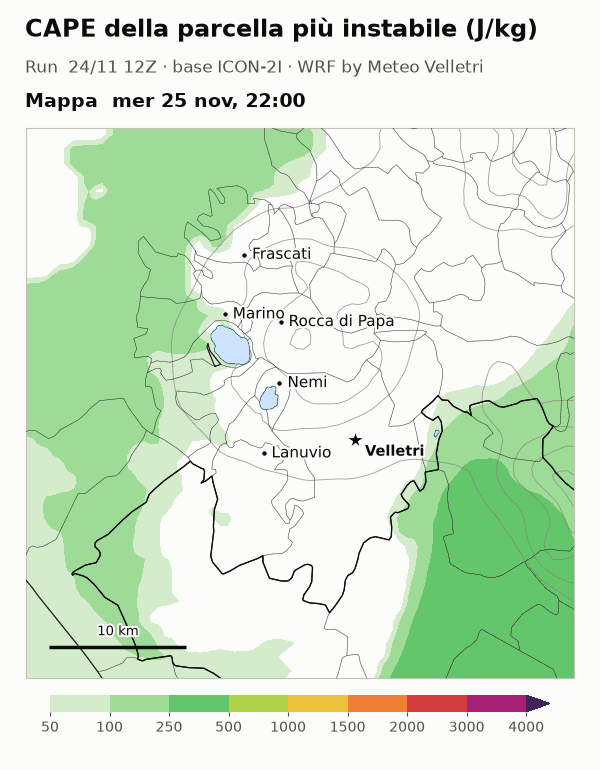 CAPE della parcella più instabile (J/kg)
Run  24/11 12Z · base ICON-2I · WRF by Meteo Velletri
Mappa  mer 25 nov, 22:00
Frascati
Marino
Rocca di Papa
Nemi
Lanuvio
Velletri
10 km
50 100 250 500 1000 1500 2000 3000 4000